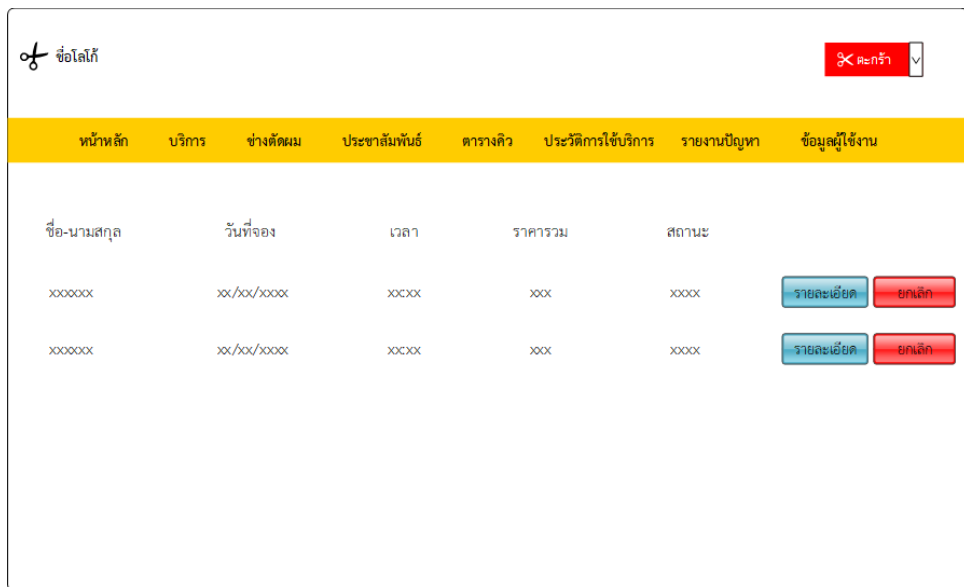 ชื่อโลโก้
ตะกร้า
หน้าหลัก บริการ ช่างตัดผม ประชาสัมพันธ์ ตารางคิว ประวัติการใช้บริการ รายงานปัญหา ข้อมูลผู้ใช้งาน
ชื่อ-นามสกุล วันที่จอง เวลา ราคารวม สถานะ
xxxxxx xx/xx/xxxx xx:xx xxx xxxx รายละเอียด ยกเลิก
xxxxxx xx/xx/xxxx xx:xx xxx xxxx รายละเอียด ยกเลิก